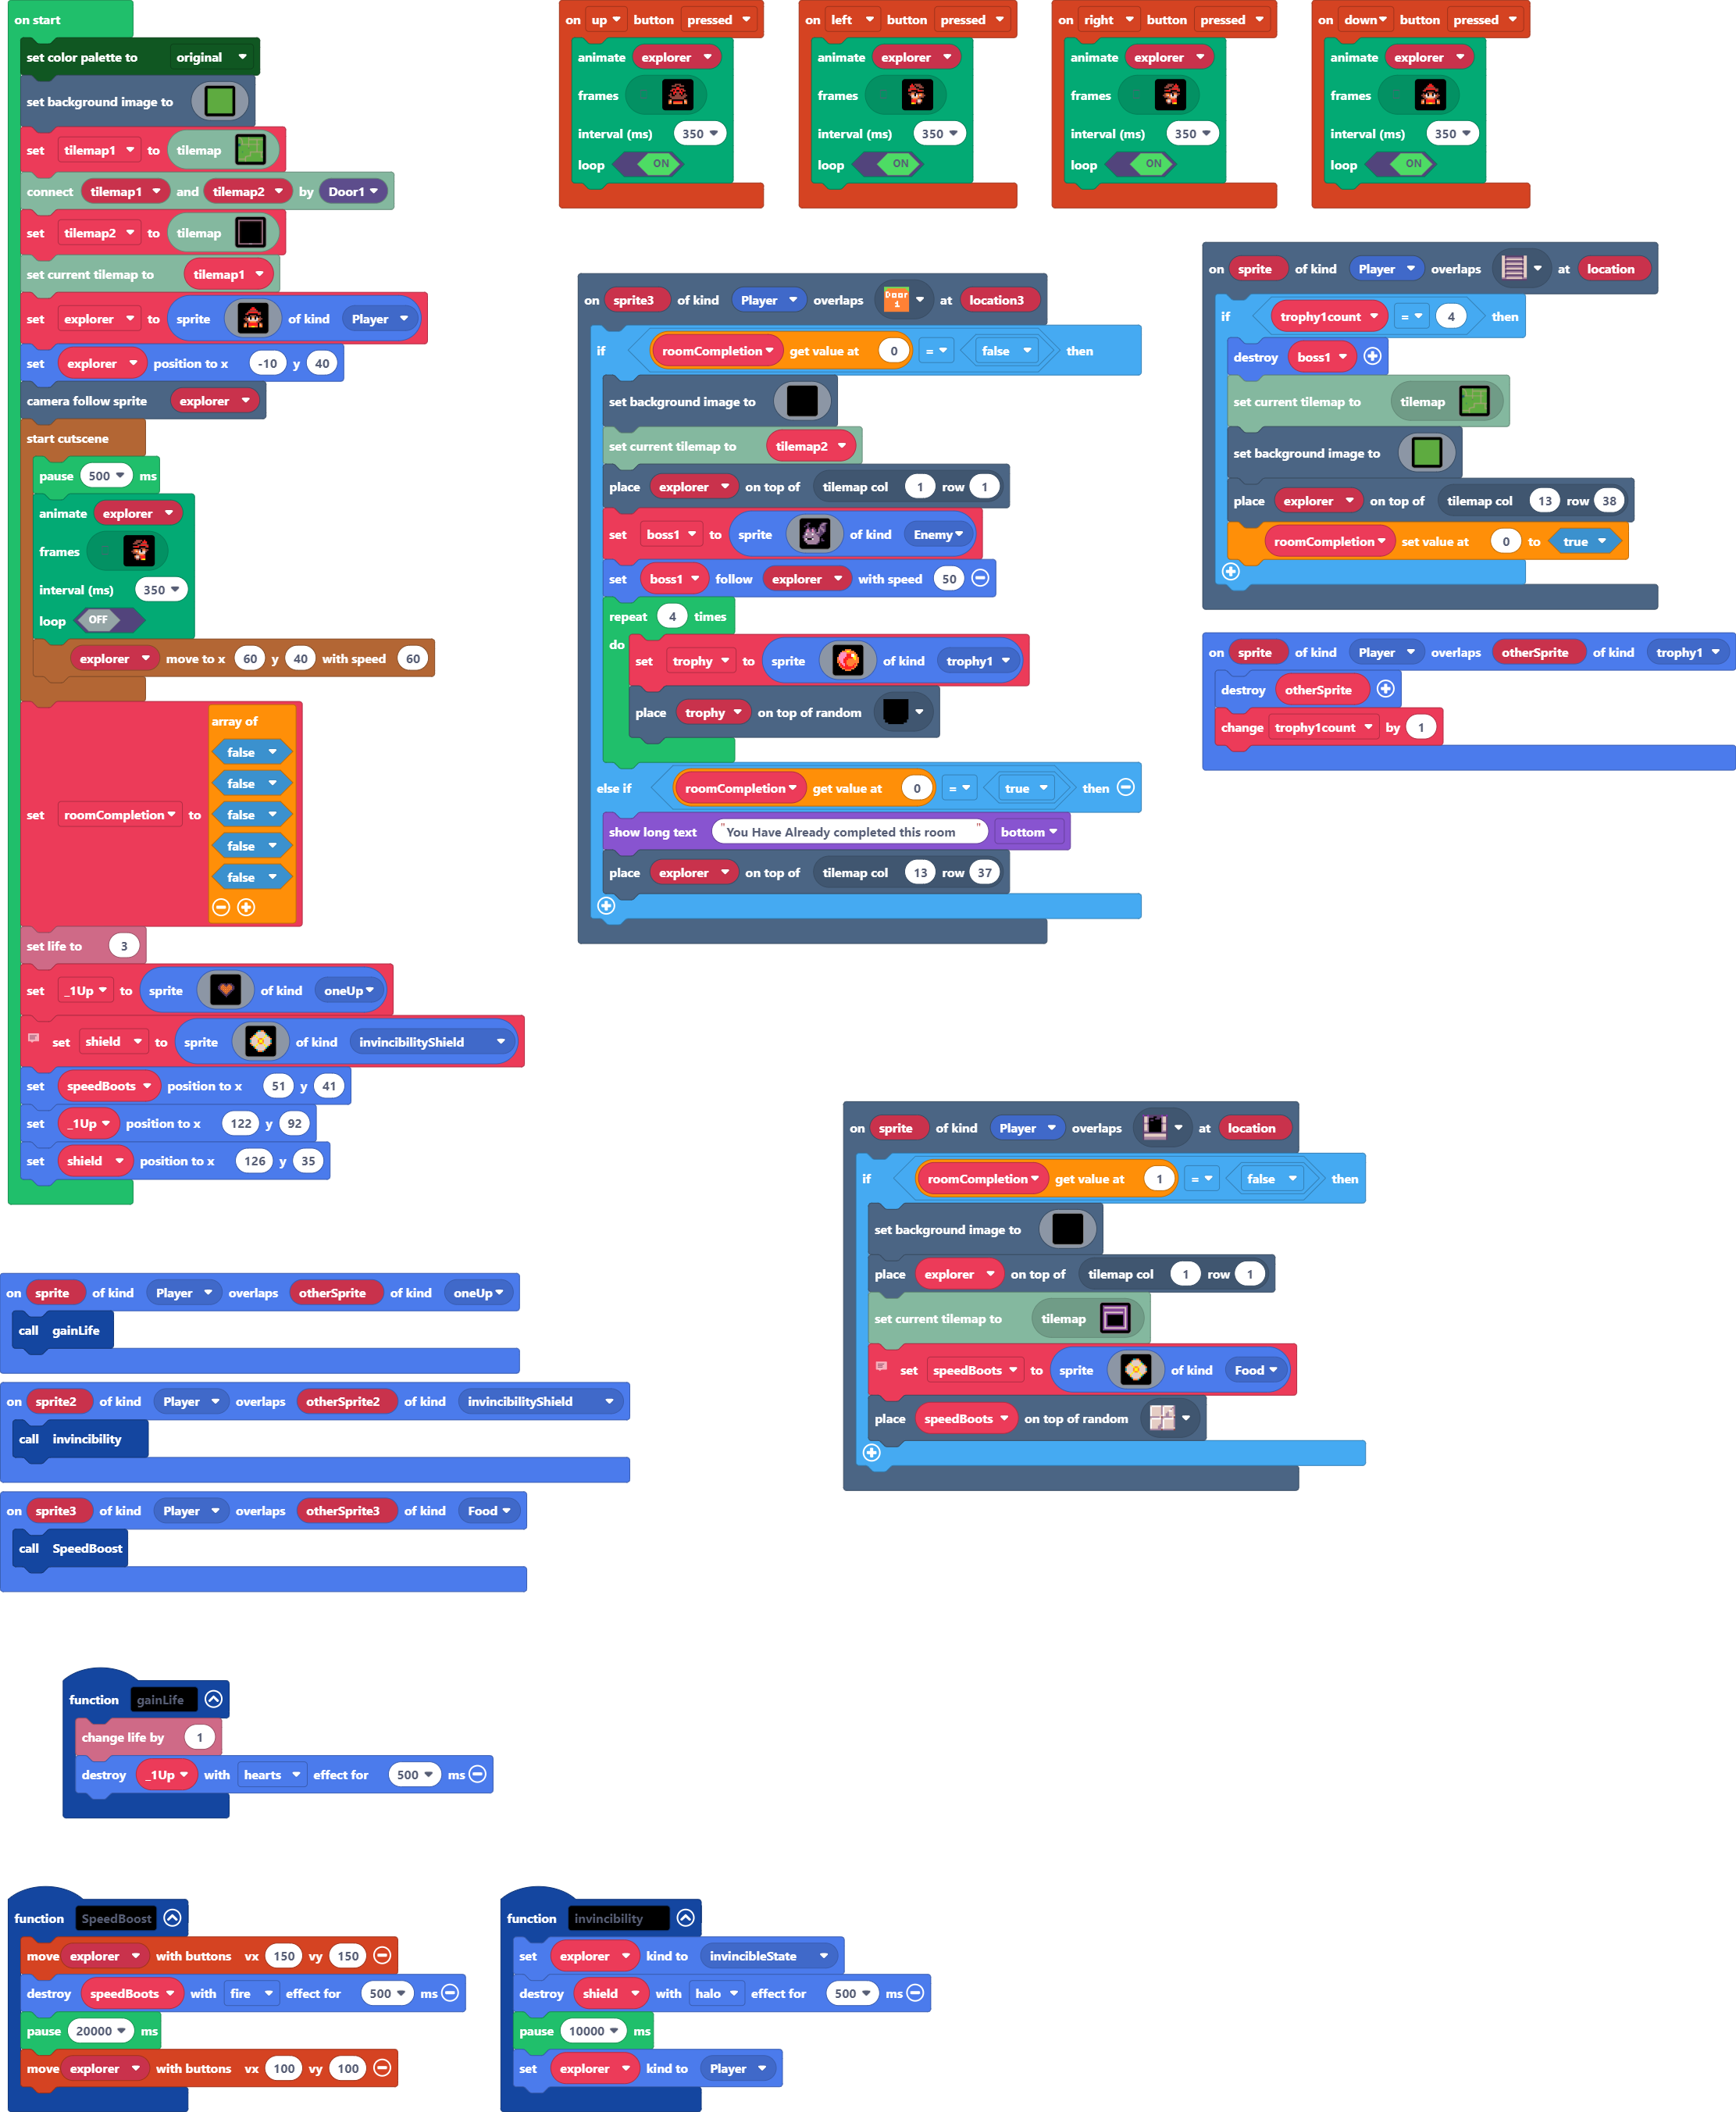 on start
set color palette to original
set background image to
set tilemap1 to tilemap
connect tilemap1 and tilemap2 by Door1
set tilemap2 to tilemap
set current tilemap to tilemap1
set explorer to sprite of kind Player
set explorer position to x -10 y 40
camera follow sprite explorer
start cutscene
pause 500 ms
animate explorer
frames
interval (ms) 350
loop OFF
explorer move to x 60 y 40 with speed 60
set roomCompletion to array of
false
false
false
false
false
set life to 3
set _1Up to sprite of kind oneUp
set shield to sprite of kind invincibilityShield
set speedBoots position to x 51 y 41
set _1Up position to x 122 y 92
set shield position to x 126 y 35
on up button pressed
animate explorer
frames
interval (ms) 350
loop ON
on left button pressed
animate explorer
frames
interval (ms) 350
loop ON
on right button pressed
animate explorer
frames
interval (ms) 350
loop ON
on down button pressed
animate explorer
frames
interval (ms) 350
loop ON
on sprite3 of kind Player overlaps Door 1 at location3
if roomCompletion get value at 0 = false then
set background image to
set current tilemap to tilemap2
place explorer on top of tilemap col 1 row 1
set boss1 to sprite of kind Enemy
set boss1 follow explorer with speed 50
repeat 4 times
do set trophy to sprite of kind trophy1
place trophy on top of random
else if roomCompletion get value at 0 = true then
show long text "You Have Already completed this room " bottom
place explorer on top of tilemap col 13 row 37
on sprite of kind Player overlaps at location
if trophy1count = 4 then
destroy boss1
set current tilemap to tilemap
set background image to
place explorer on top of tilemap col 13 row 38
roomCompletion set value at 0 to true
on sprite of kind Player overlaps otherSprite of kind trophy1
destroy otherSprite
change trophy1count by 1
on sprite of kind Player overlaps at location
if roomCompletion get value at 1 = false then
set background image to
place explorer on top of tilemap col 1 row 1
set current tilemap to tilemap
set speedBoots to sprite of kind Food
place speedBoots on top of random
on sprite of kind Player overlaps otherSprite of kind oneUp
call gainLife
on sprite2 of kind Player overlaps otherSprite2 of kind invincibilityShield
call invincibility
on sprite3 of kind Player overlaps otherSprite3 of kind Food
call SpeedBoost
function gainLife
change life by 1
destroy _1Up with hearts effect for 500 ms
function SpeedBoost
move explorer with buttons vx 150 vy 150
destroy speedBoots with fire effect for 500 ms
pause 20000 ms
move explorer with buttons vx 100 vy 100
function invincibility
set explorer kind to invincibleState
destroy shield with halo effect for 500 ms
pause 10000 ms
set explorer kind to Player